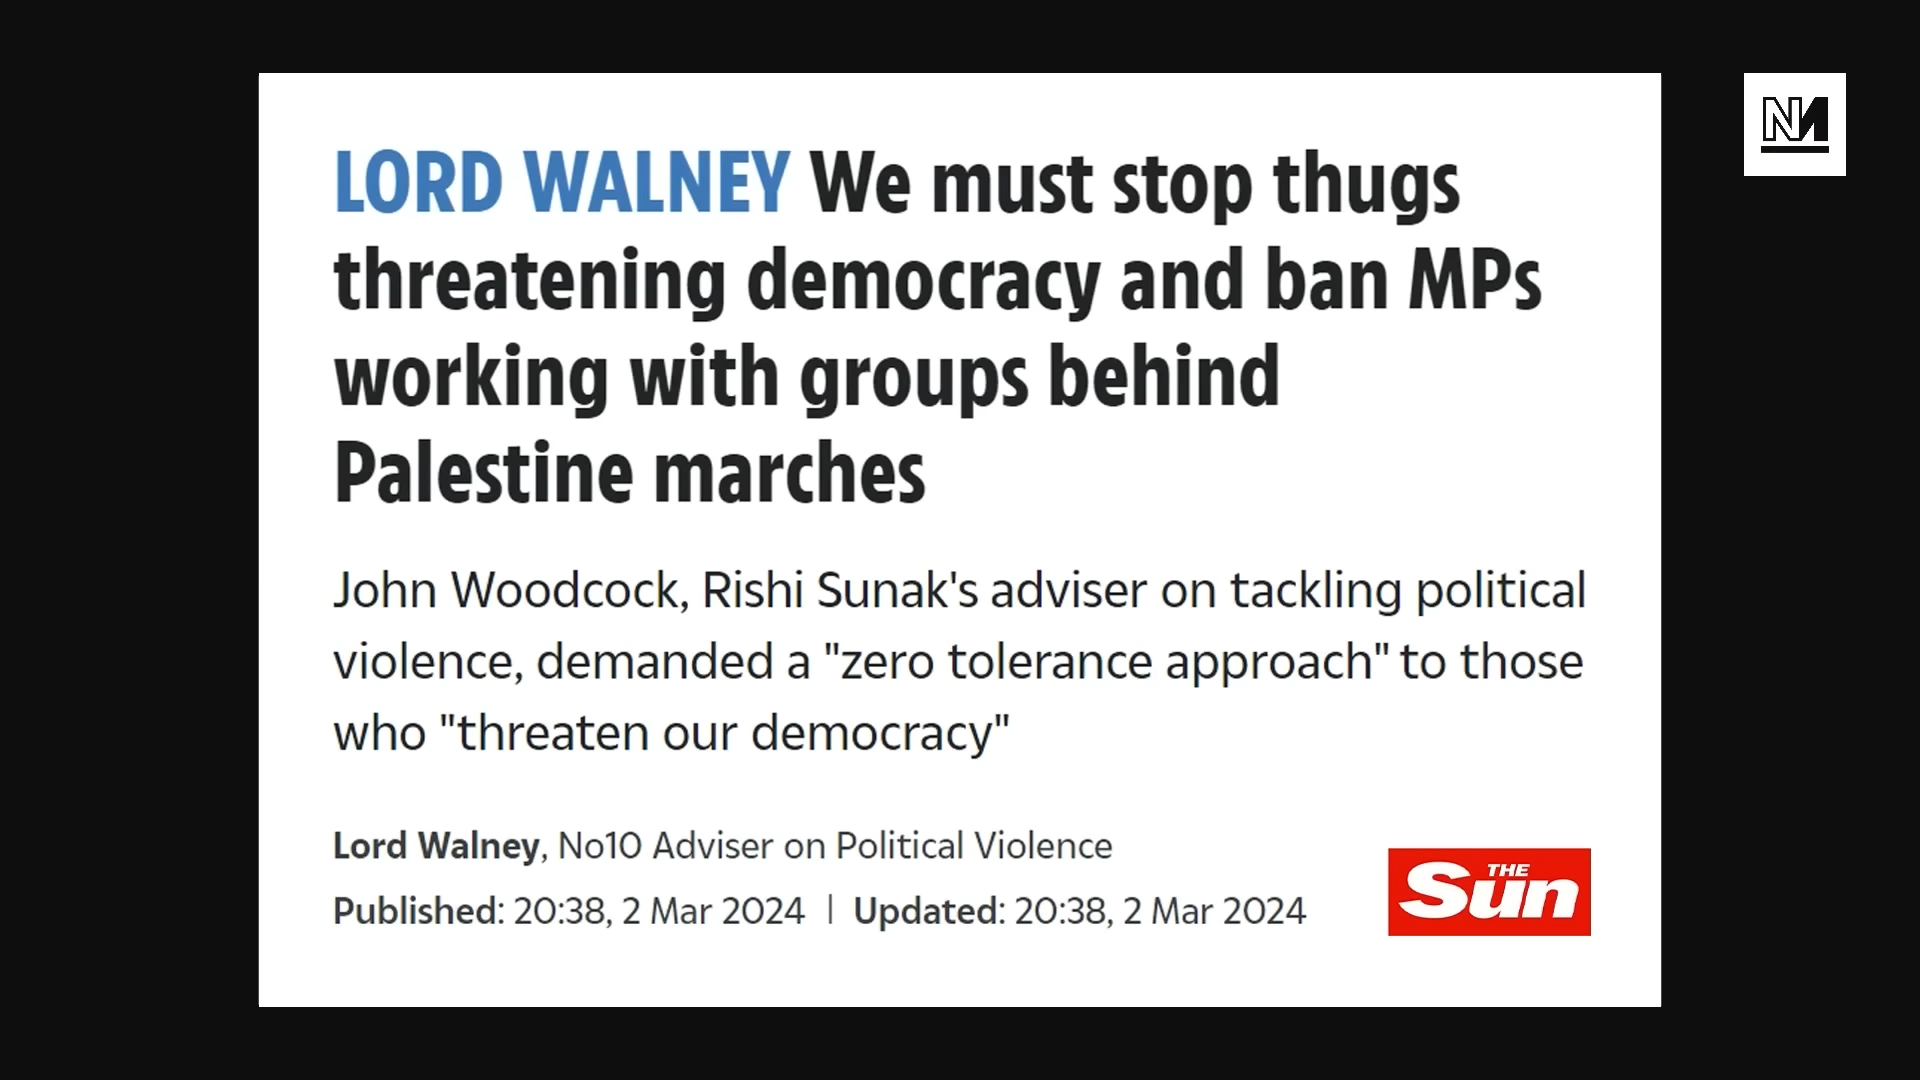 LORD WALNEY We must stop thugs
threatening democracy and ban MPs
working with groups behind
Palestine marches
John Woodcock, Rishi Sunak's adviser on tackling political
violence, demanded a "zero tolerance approach" to those
who "threaten our democracy"
Lord Walney, No10 Adviser on Political Violence
Published: 20:38, 2 Mar 2024 | Updated: 20:38, 2 Mar 2024
THE
Sun
NM